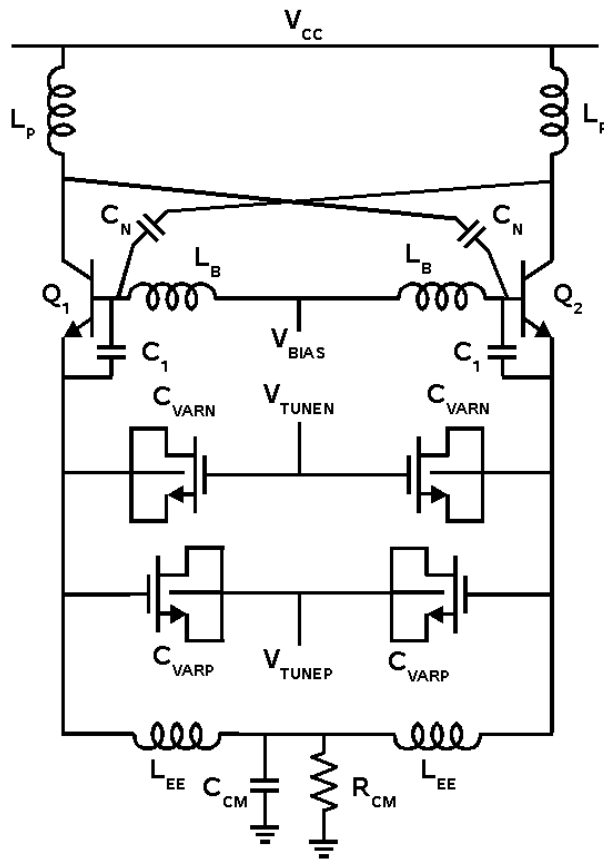 V_CC
L_P L_P
C_N C_N
L_B L_B
Q_1 Q_2
V_BIAS
C_1 C_1
C_VARN V_TUNEN C_VARN
C_VARP V_TUNEP C_VARP
L_EE C_CM R_CM L_EE